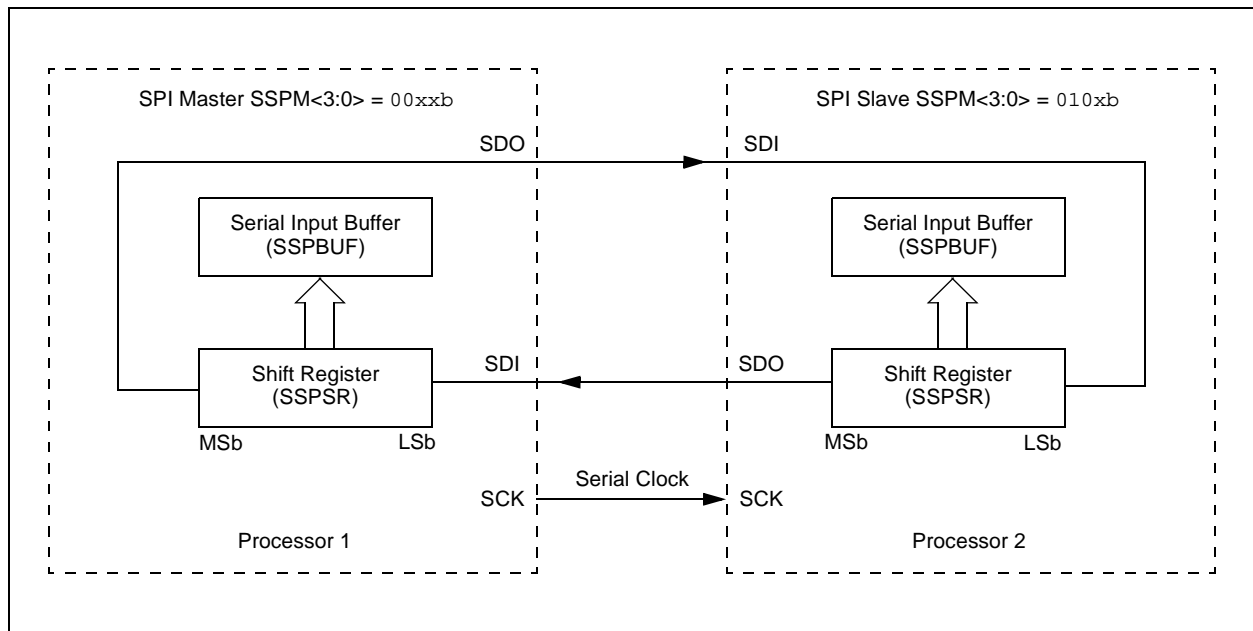 SPI Master SSPM<3:0> = 00xxb
SPI Slave SSPM<3:0> = 010xb
SDO
SDI
Serial Input Buffer
(SSPBUF)
Serial Input Buffer
(SSPBUF)
SDI
SDO
Shift Register
(SSPSR)
Shift Register
(SSPSR)
MSb
LSb
MSb
LSb
Serial Clock
SCK
SCK
Processor 1
Processor 2